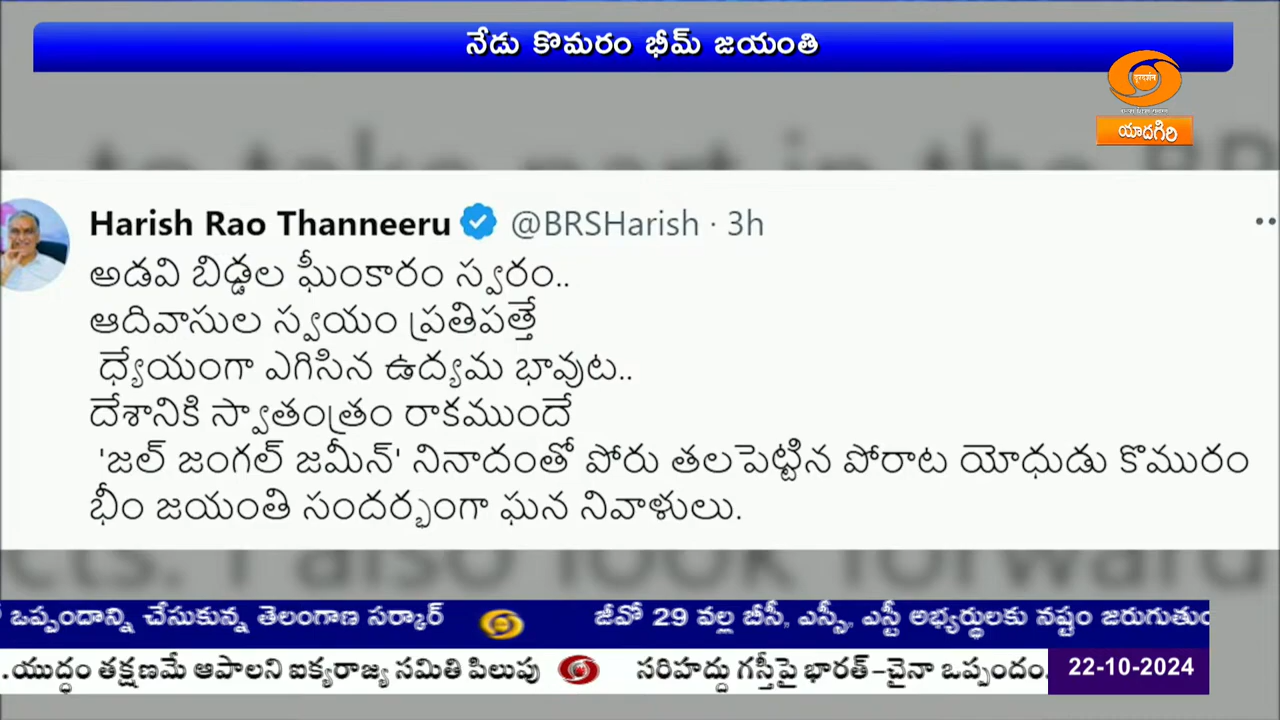 నేడు కొమరం భీమ్ జయంతి
दूरदर्शन
యాదగిరి
Harish Rao Thanneeru @BRSHarish · 3h
అడవి బిడ్డల ఘీంకారం స్వరం..
ఆదివాసుల స్వయం ప్రతిపత్తే
ధ్యేయంగా ఎగిసిన ఉద్యమ భావుట..
దేశానికి స్వాతంత్రం రాకముందే
'జల్ జంగల్ జమీన్' నినాదంతో పోరు తలపెట్టిన పోరాట యోధుడు కొమురం
భీం జయంతి సందర్భంగా ఘన నివాళులు.
ఒప్పందాన్ని చేసుకున్న తెలంగాణ సర్కార్ జీవో 29 వల్ల బీసీ, ఎస్సీ, ఎస్టీ అభ్యర్థులకు నష్టం
.యుద్ధం తక్షణమే ఆపాలని ఐక్యరాజ్య సమితి పిలుపు సరిహద్దు గస్తీపై భారత్-చైనా ఒప్పందం. 22-10-2024